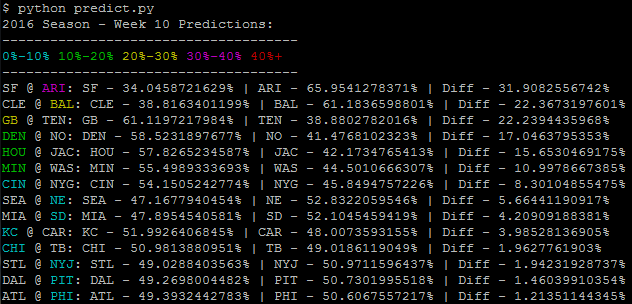 $ python predict.py
2016 Season - Week 10 Predictions:
-------------------------------------
0%-10% 10%-20% 20%-30% 30%-40% 40%+
-------------------------------------
SF @ ARI: SF - 34.0458721629% | ARI - 65.9541278371% | Diff - 31.9082556742%
CLE @ BAL: CLE - 38.8163401199% | BAL - 61.1836598801% | Diff - 22.3673197601%
GB @ TEN: GB - 61.1197217984% | TEN - 38.8802782016% | Diff - 22.2394435968%
DEN @ NO: DEN - 58.5231897677% | NO - 41.4768102323% | Diff - 17.0463795353%
HOU @ JAC: HOU - 57.8265234587% | JAC - 42.1734765413% | Diff - 15.6530469175%
MIN @ WAS: MIN - 55.4989333693% | WAS - 44.5010666307% | Diff - 10.9978667385%
CIN @ NYG: CIN - 54.1505242774% | NYG - 45.8494757226% | Diff - 8.30104855475%
SEA @ NE: SEA - 47.1677940454% | NE - 52.8322059546% | Diff - 5.66441190917%
MIA @ SD: MIA - 47.8954540581% | SD - 52.1045459419% | Diff - 4.20909188381%
KC @ CAR: KC - 51.9926406845% | CAR - 48.0073593155% | Diff - 3.98528136905%
CHI @ TB: CHI - 50.9813880951% | TB - 49.0186119049% | Diff - 1.9627761903%
STL @ NYJ: STL - 49.0288403563% | NYJ - 50.9711596437% | Diff - 1.94231928737%
DAL @ PIT: DAL - 49.2698004482% | PIT - 50.7301995518% | Diff - 1.46039910354%
ATL @ PHI: ATL - 49.3932442783% | PHI - 50.6067557217% | Diff - 1.21351144345%